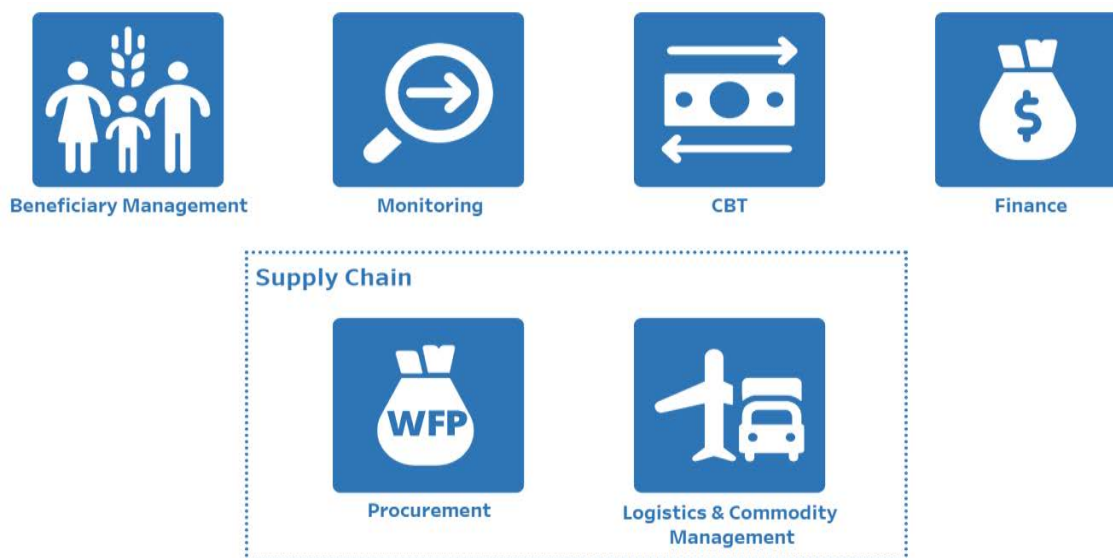 $
Beneficiary Management
Monitoring
CBT
Finance
Supply Chain
WFP
Procurement
Logistics & Commodity
Management